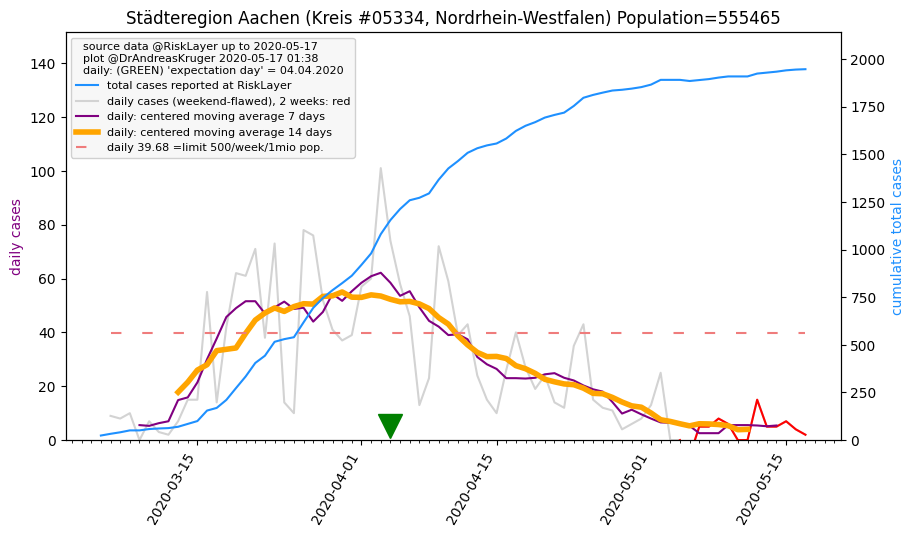 Städteregion Aachen (Kreis #05334, Nordrhein-Westfalen) Population=555465
source data @RiskLayer up to 2020-05-17
plot @DrAndreasKruger 2020-05-17 01:38
daily: (GREEN) 'expectation day' = 04.04.2020
total cases reported at RiskLayer
daily cases (weekend-flawed), 2 weeks: red
daily: centered moving average 7 days
daily: centered moving average 14 days
daily 39.68 =limit 500/week/1mio pop.
daily cases
140
120
100
80
60
40
20
0
cumulative total cases
2000
1750
1500
1250
1000
750
500
250
0
2020-03-15
2020-04-01
2020-04-15
2020-05-01
2020-05-15